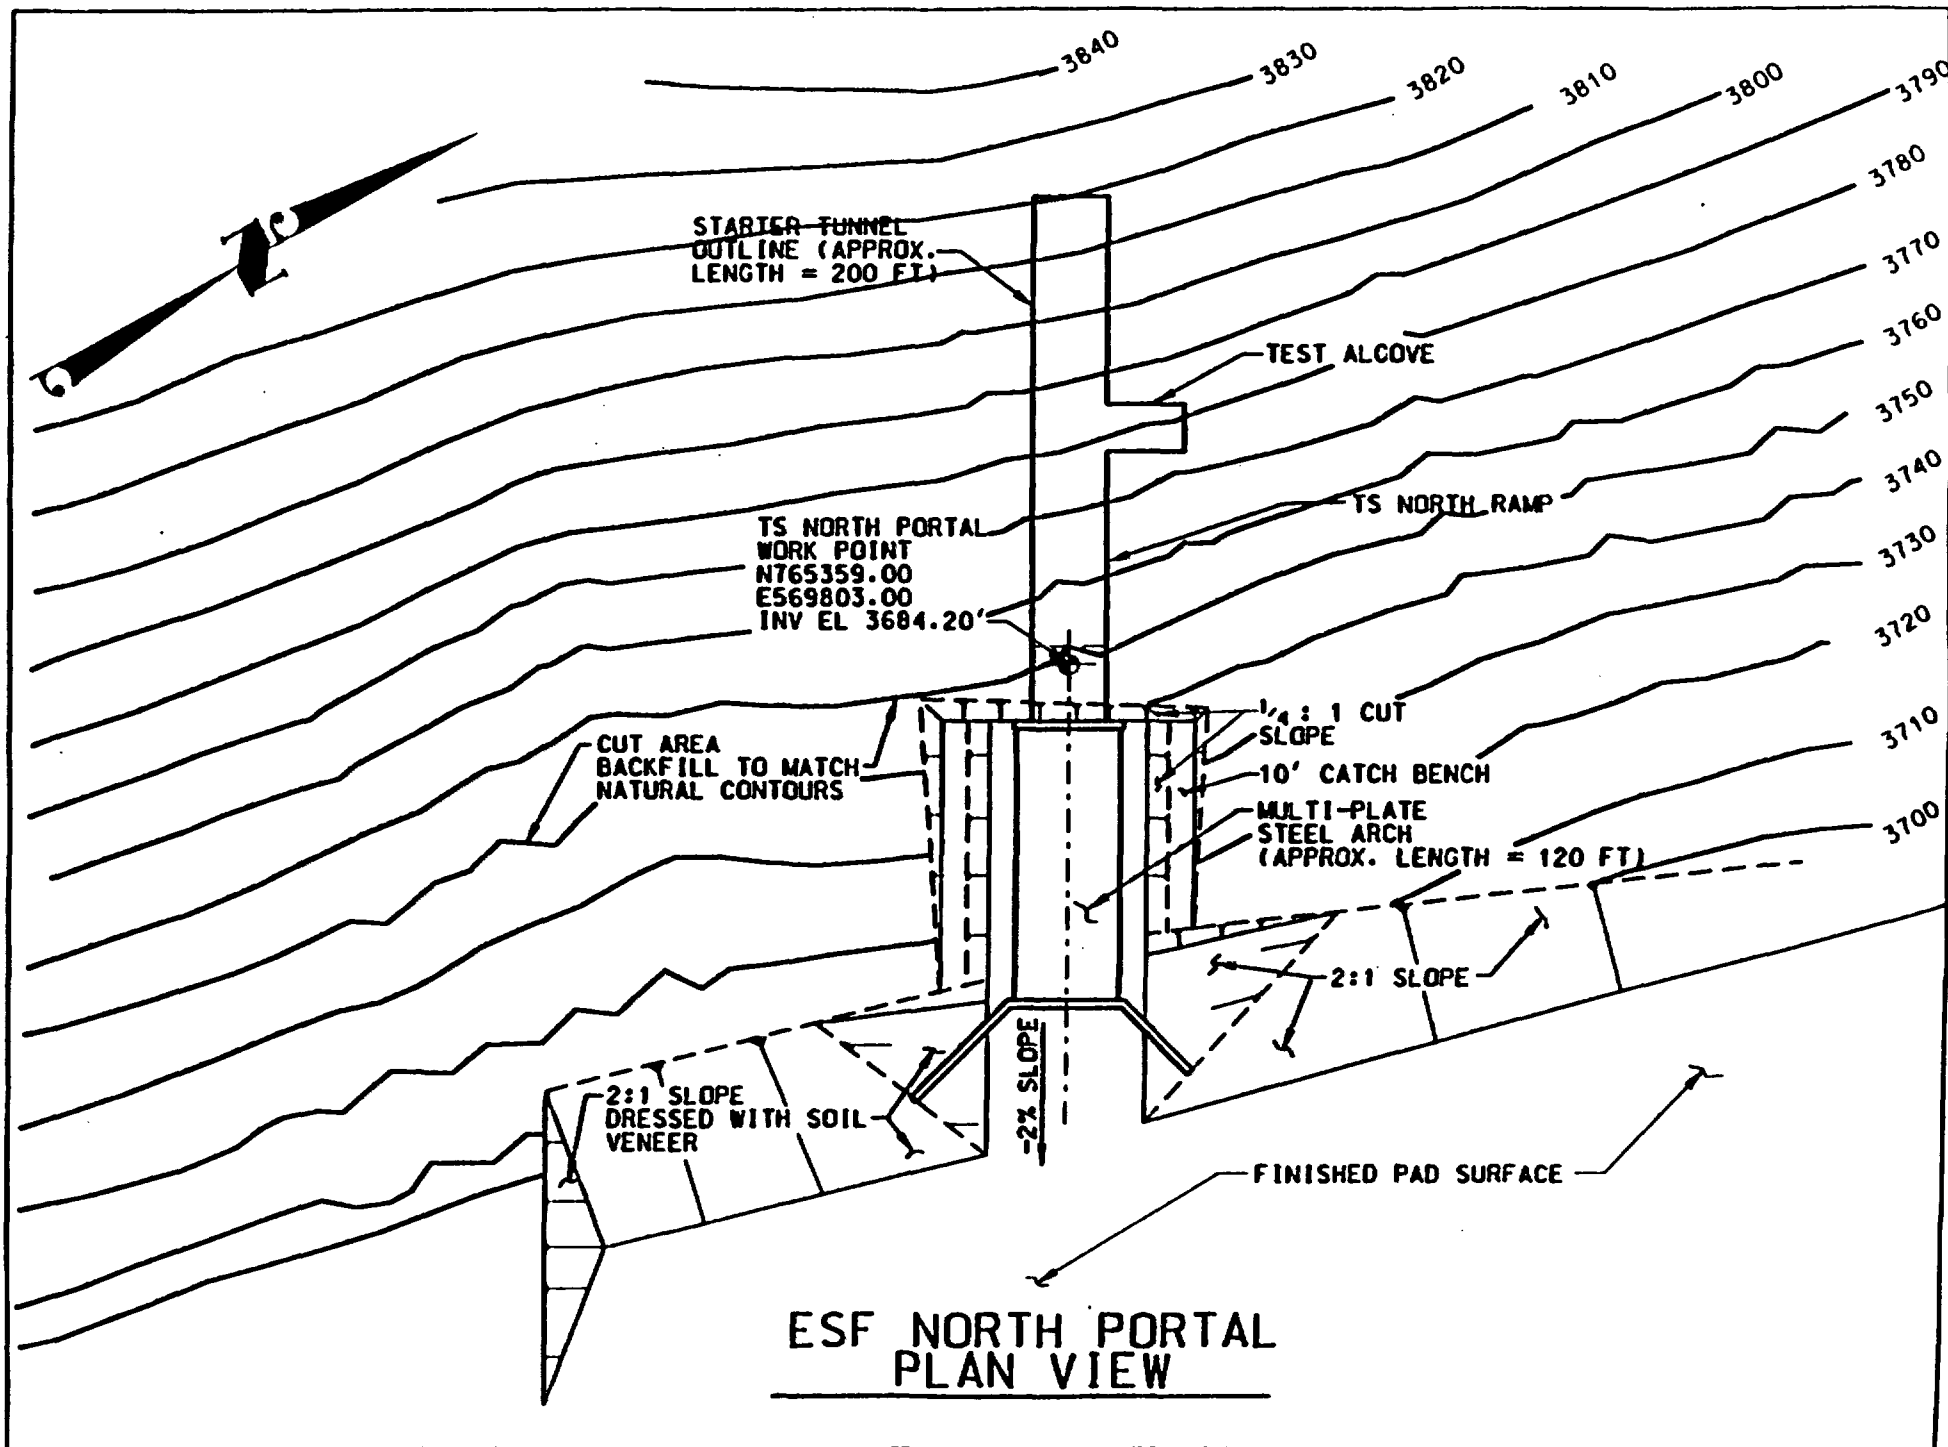 3840
3830
3820
3810
3800
3790
3780
3770
3760
3750
3740
3730
3720
3710
3700
STARTER TUNNEL
OUTLINE (APPROX.
LENGTH = 200 FT)
TEST ALCOVE
TS NORTH RAMP
TS NORTH PORTAL
WORK POINT
N765359.00
E569803.00
INV EL 3684.20'
CUT AREA
BACKFILL TO MATCH
NATURAL CONTOURS
1/4 : 1 CUT
SLOPE
10' CATCH BENCH
MULTI-PLATE
STEEL ARCH
(APPROX. LENGTH = 120 FT)
2:1 SLOPE
-2% SLOPE
2:1 SLOPE
DRESSED WITH SOIL
VENEER
FINISHED PAD SURFACE
ESF NORTH PORTAL
PLAN VIEW